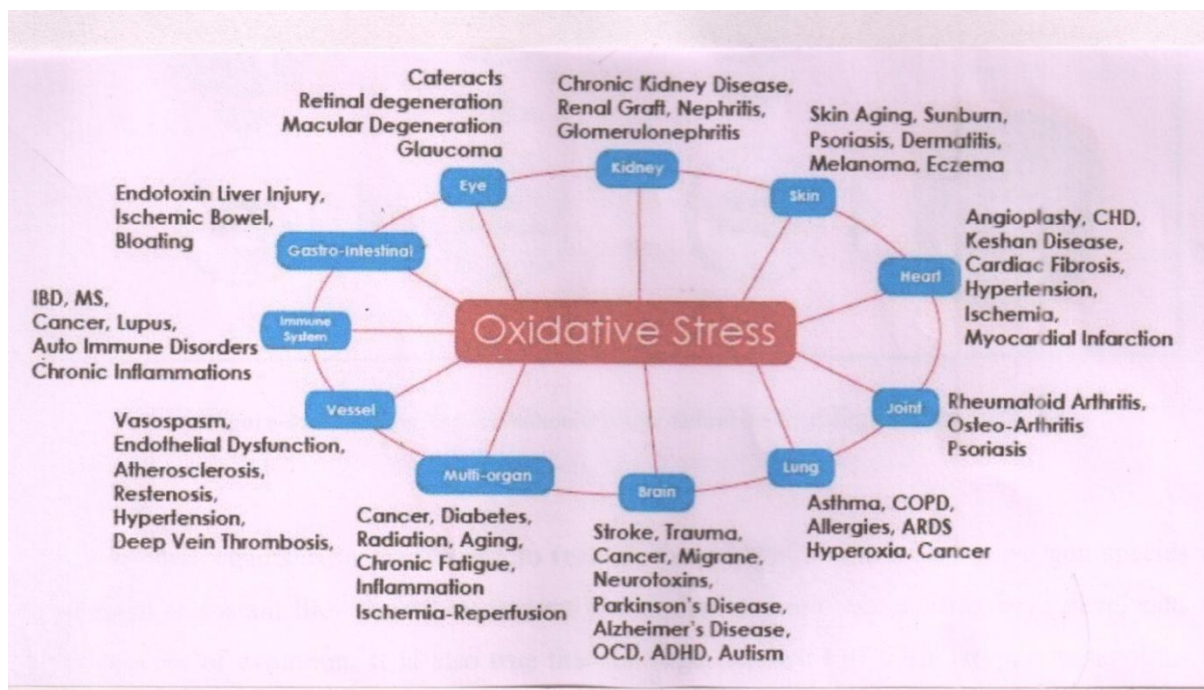 Cateracts
Retinal degeneration
Macular Degeneration
Glaucoma
Eye
Chronic Kidney Disease,
Renal Graft, Nephritis,
Glomerulonephritis
Kidney
Skin Aging, Sunburn,
Psoriasis, Dermatitis,
Melanoma, Eczema
Skin
Endotoxin Liver Injury,
Ischemic Bowel,
Bloating
Gastro-Intestinal
Angioplasty, CHD,
Keshan Disease,
Cardiac Fibrosis,
Hypertension,
Ischemia,
Myocardial Infarction
Heart
IBD, MS,
Cancer, Lupus,
Auto Immune Disorders
Chronic Inflammations
Immune
System
Oxidative Stress
Vessel
Vasospasm,
Endothelial Dysfunction,
Atherosclerosis,
Restenosis,
Hypertension,
Deep Vein Thrombosis,
Joint
Rheumatoid Arthritis,
Osteo-Arthritis
Psoriasis
Multi-organ
Cancer, Diabetes,
Radiation, Aging,
Chronic Fatigue,
Inflammation
Ischemia-Reperfusion
Brain
Stroke, Trauma,
Cancer, Migrane,
Neurotoxins,
Parkinson's Disease,
Alzheimer's Disease,
OCD, ADHD, Autism
Lung
Asthma, COPD,
Allergies, ARDS
Hyperoxia, Cancer